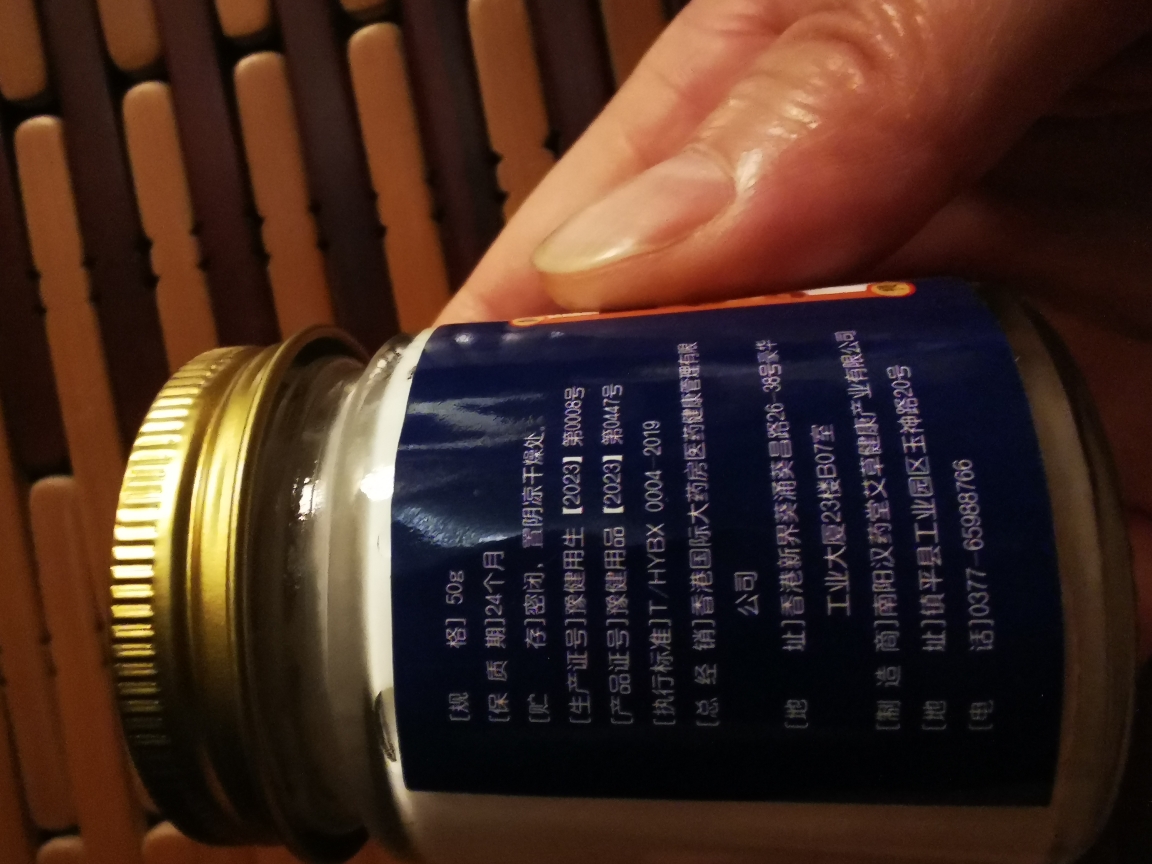 [规 格] 50g
[保 质 期]24个月
[贮 存]密闭，置阴凉干燥处。
[生产证号]豫健用生【2023】第0008号
[产品证号]豫健用品【2023】第0447号
[执行标准]T/HYBX 0004-2019
[总 经 销]香港国际大药房医药健康管理有限
公司
[地 址]香港新界葵涌葵昌路26-38号豪华
工业大厦23楼B07室
[制 造 商]南阳汉药堂艾草健康产业有限公司
[地 址]镇平县工业园区玉神路20号
[电 话]0377-65988766